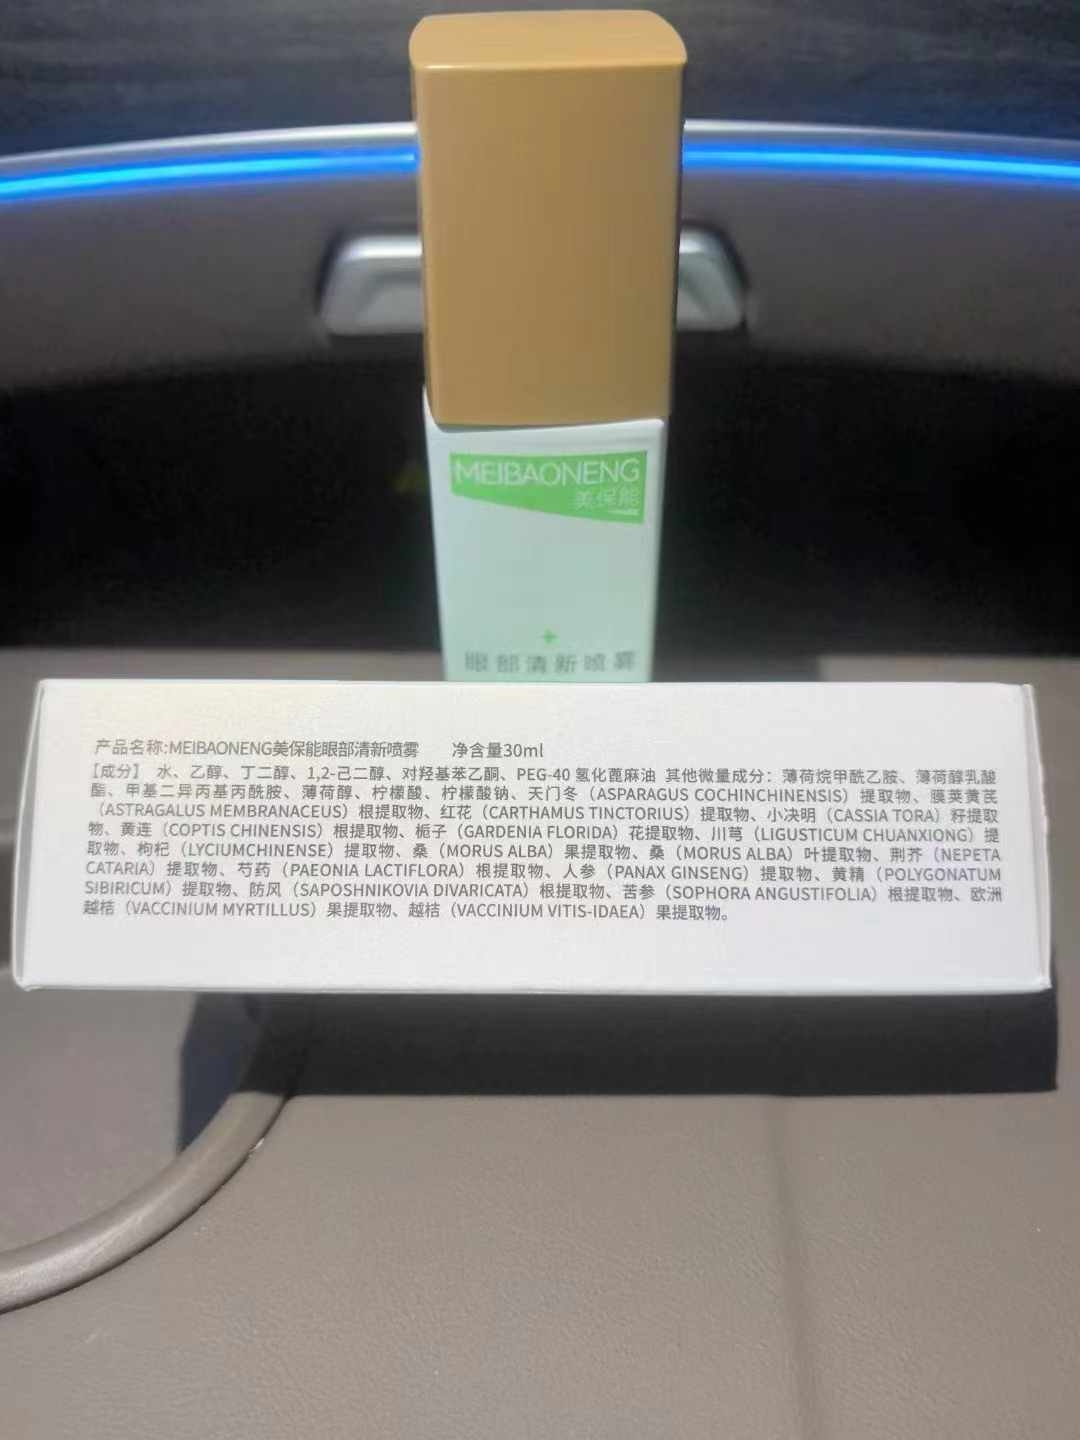 MEIBAONENG
美保能
眼部清新喷雾
产品名称:MEIBAONENG美保能眼部清新喷雾 净含量30ml
【成分】 水、乙醇、丁二醇、1,2-己二醇、对羟基苯乙酮、PEG-40 氢化蓖麻油 其他微量成分：薄荷烷甲酰乙胺、薄荷醇乳酸
酯、甲基二异丙基丙酰胺、薄荷醇、柠檬酸、柠檬酸钠、天门冬（ASPARAGUS COCHINCHINENSIS）提取物、膜荚黄芪
（ASTRAGALUS MEMBRANACEUS）根提取物、红花（CARTHAMUS TINCTORIUS）提取物、小决明（CASSIA TORA）籽提取
物、黄连（COPTIS CHINENSIS）根提取物、栀子（GARDENIA FLORIDA）花提取物、川芎（LIGUSTICUM CHUANXIONG）提
取物、枸杞（LYCIUMCHINENSE）提取物、桑（MORUS ALBA）果提取物、桑（MORUS ALBA）叶提取物、荆芥（NEPETA
CATARIA）提取物、芍药（PAEONIA LACTIFLORA）根提取物、人参（PANAX GINSENG）提取物、黄精（POLYGONATUM
SIBIRICUM）提取物、防风（SAPOSHNIKOVIA DIVARICATA）根提取物、苦参（SOPHORA ANGUSTIFOLIA）根提取物、欧洲
越桔（VACCINIUM MYRTILLUS）果提取物、越桔（VACCINIUM VITIS-IDAEA）果提取物。